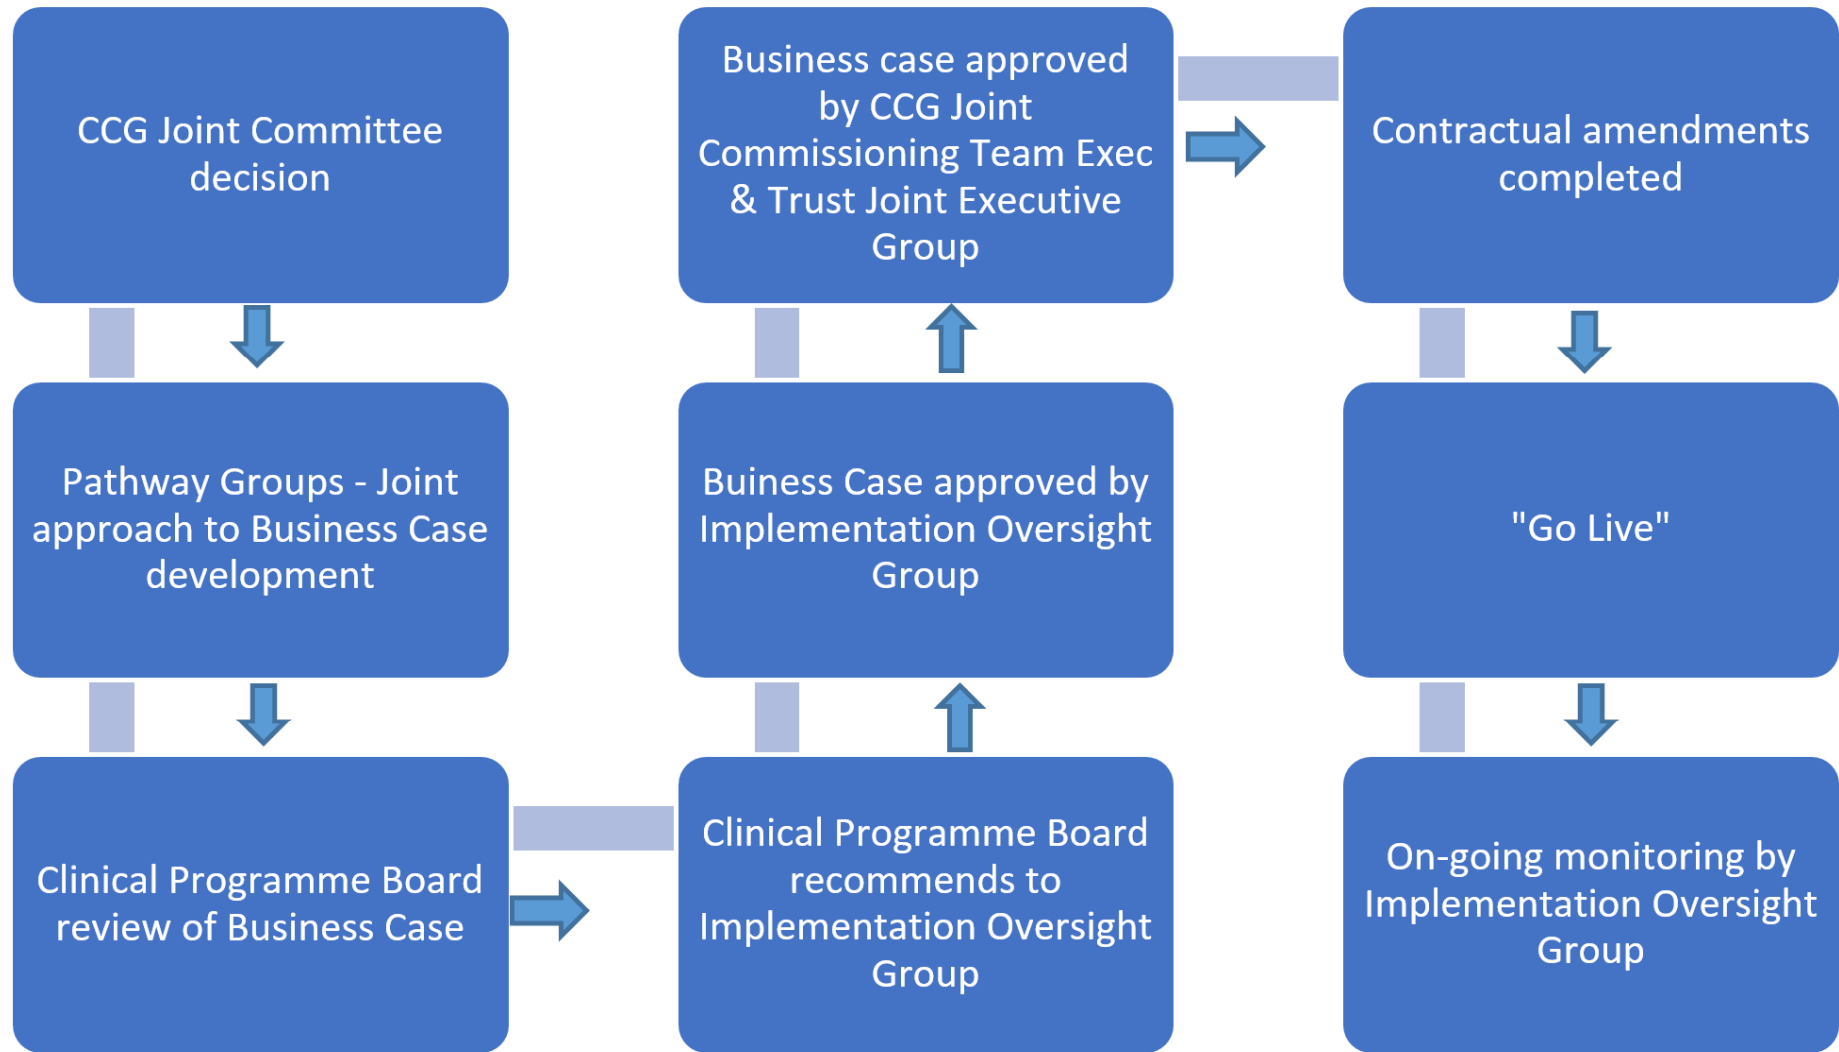 CCG Joint Committee
decision
Pathway Groups - Joint
approach to Business Case
development
Clinical Programme Board
review of Business Case
Clinical Programme Board
recommends to
Implementation Oversight
Group
Buiness Case approved by
Implementation Oversight
Group
Business case approved
by CCG Joint
Commissioning Team Exec
& Trust Joint Executive
Group
Contractual amendments
completed
"Go Live"
On-going monitoring by
Implementation Oversight
Group